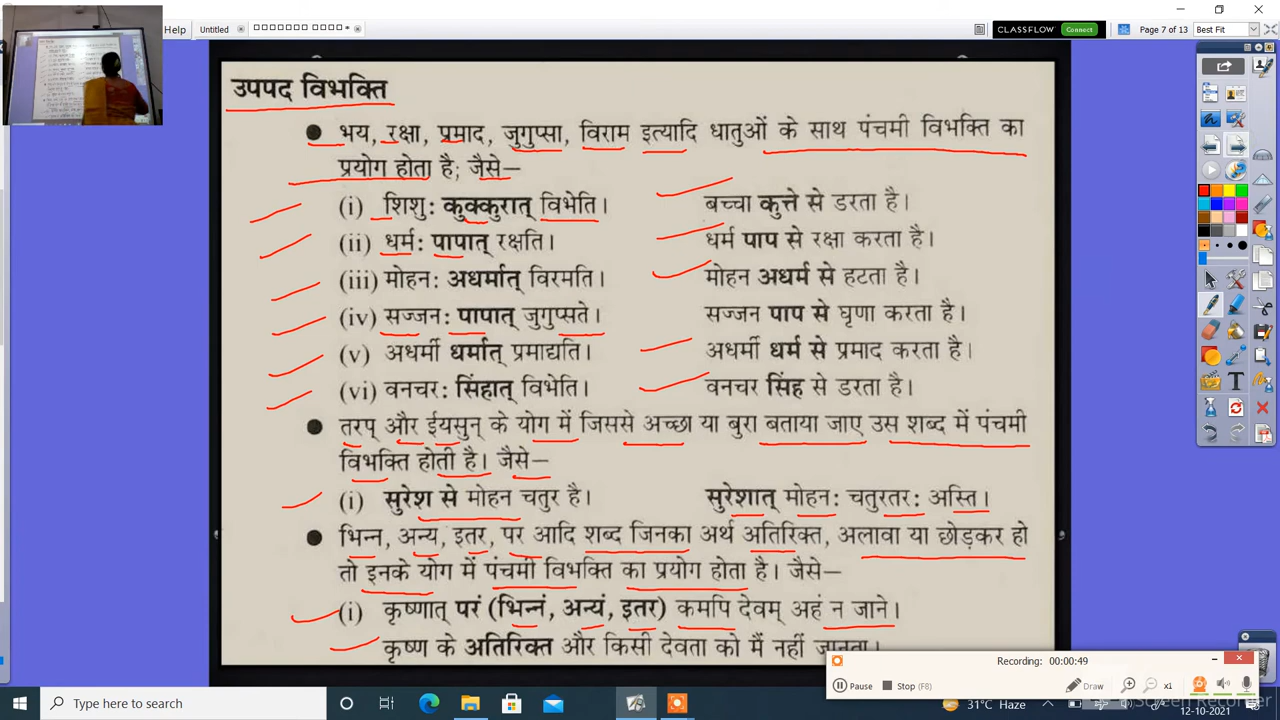 Help
Untitled
CLASSFLOW Connect
Page 7 of 13
Best Fit
उपपद विभक्ति
● भय, रक्षा, प्रमाद, जुगुप्सा, विराम इत्यादि धातुओं के साथ पंचमी विभक्ति का
प्रयोग होता है; जैसे–
(i) शिशु: कुक्कुरात् विभेति। बच्चा कुत्ते से डरता है।
(ii) धर्म: पापात् रक्षति। धर्म पाप से रक्षा करता है।
(iii) मोहन: अधर्मात् विरमति। मोहन अधर्म से हटता है।
(iv) सज्जन: पापात् जुगुप्सते। सज्जन पाप से घृणा करता है।
(v) अधर्मी धर्मात् प्रमाद्यति। अधर्मी धर्म से प्रमाद करता है।
(vi) वनचर: सिंहात् विभेति। वनचर सिंह से डरता है।
● तरप् और ईयसुन् के योग में जिससे अच्छा या बुरा बताया जाए उस शब्द में पंचमी
विभक्ति होती है। जैसे–
(i) सुरेश से मोहन चतुर है। सुरेशात् मोहन: चतुरतर: अस्ति।
● भिन्न, अन्य, इतर, पर आदि शब्द जिनका अर्थ अतिरिक्त, अलावा या छोड़कर हो
तो इनके योग में पंचमी विभक्ति का प्रयोग होता है। जैसे–
(i) कृष्णात् परं (भिन्नं, अन्यं, इतर) कमपि देवम् अहं न जाने।
कृष्ण के अतिरिक्त और किसी देवता को मैं नहीं जानता।
Recording: 00:00:49
Pause Stop (F8) Draw x1
Screen Recorder
Type here to search
31°C Haze
12-10-2021